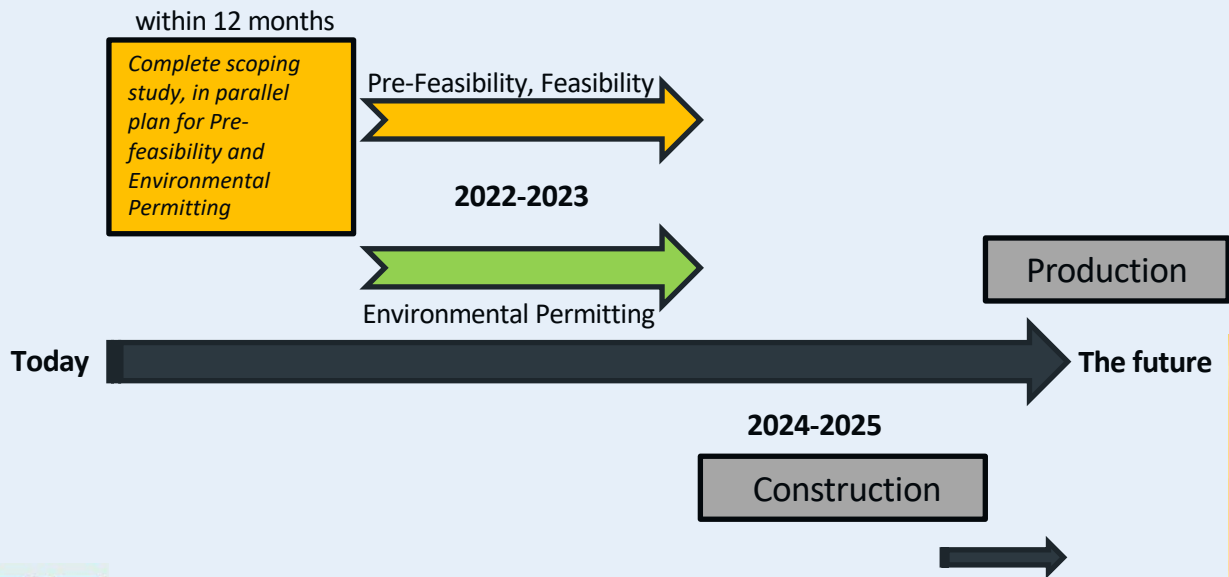 within 12 months
Complete scoping
study, in parallel
plan for Pre-
feasibility and
Environmental
Permitting
Pre-Feasibility, Feasibility
2022-2023
Environmental Permitting
Production
Today
The future
2024-2025
Construction